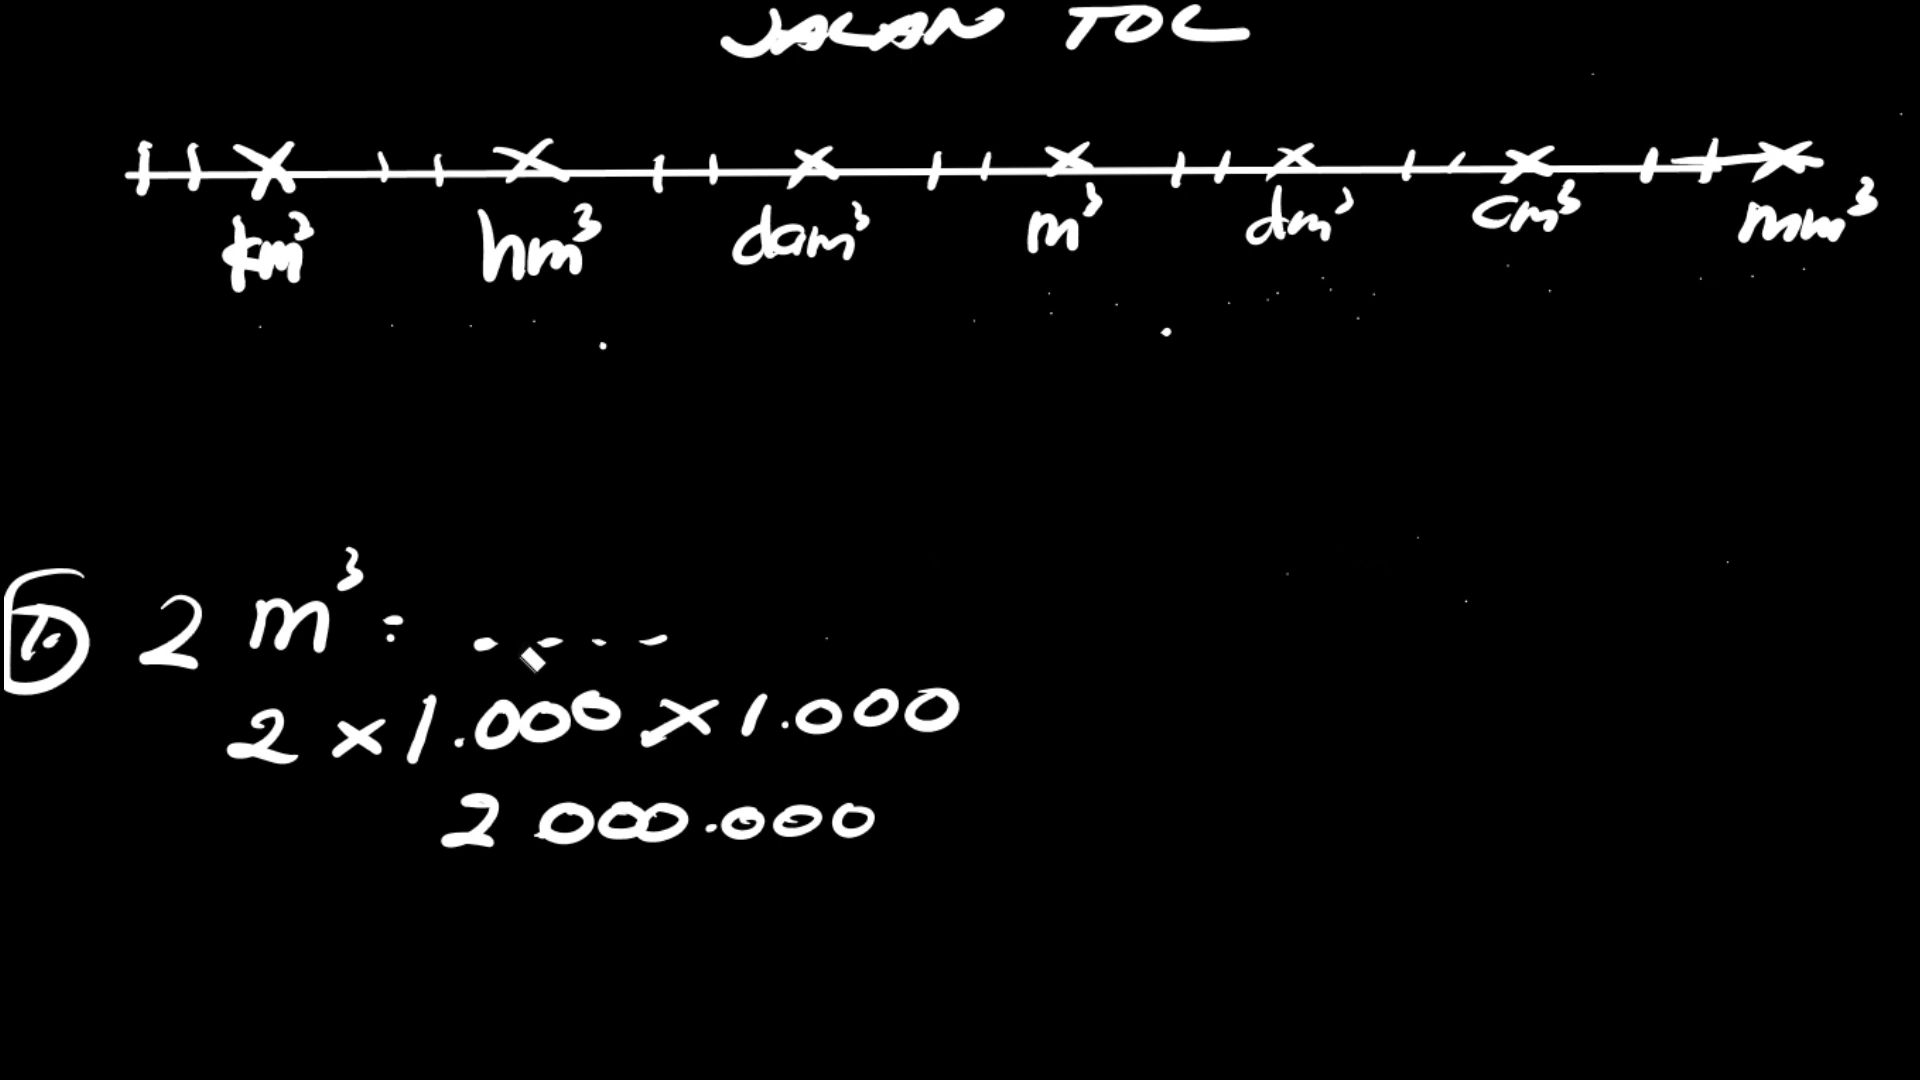 JALAN TOL
km³ hm³ dam³ m³ dm³ cm³ mm³
1. 2 m³ = ....
2 x 1.000 x 1.000
2 000.000